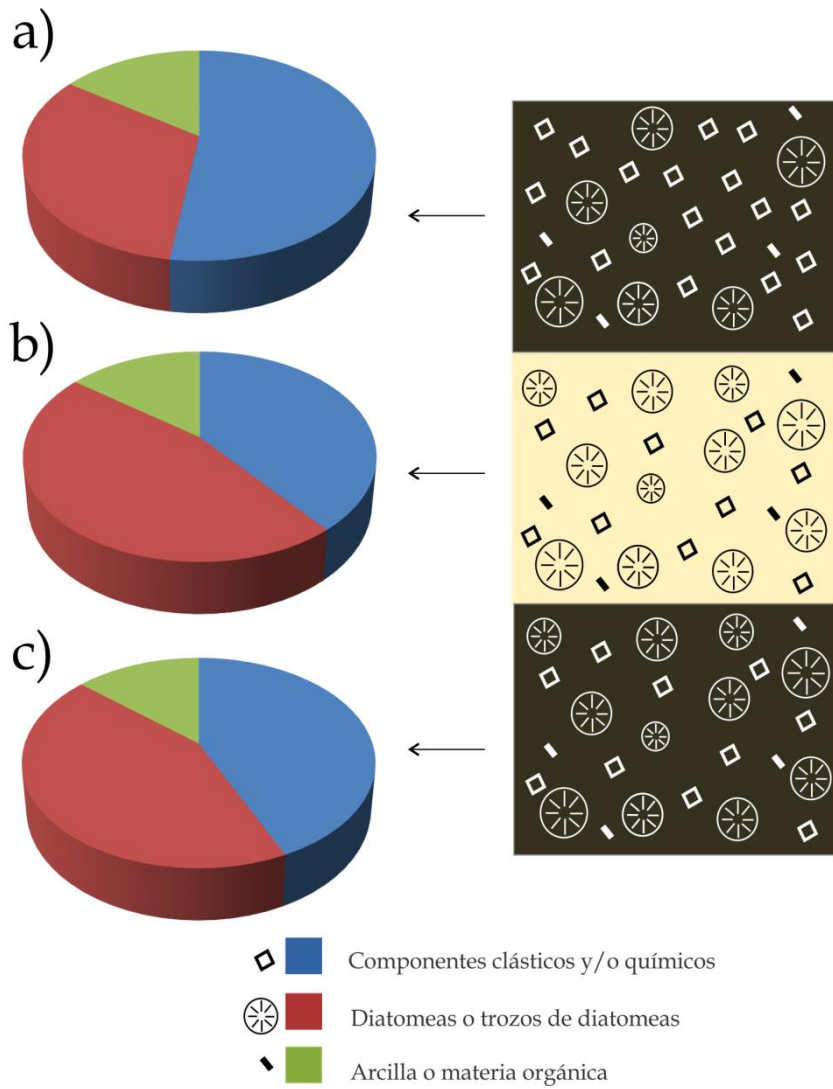 a)
b)
c)
Componentes clásticos y/o químicos
Diatomeas o trozos de diatomeas
Arcilla o materia orgánica